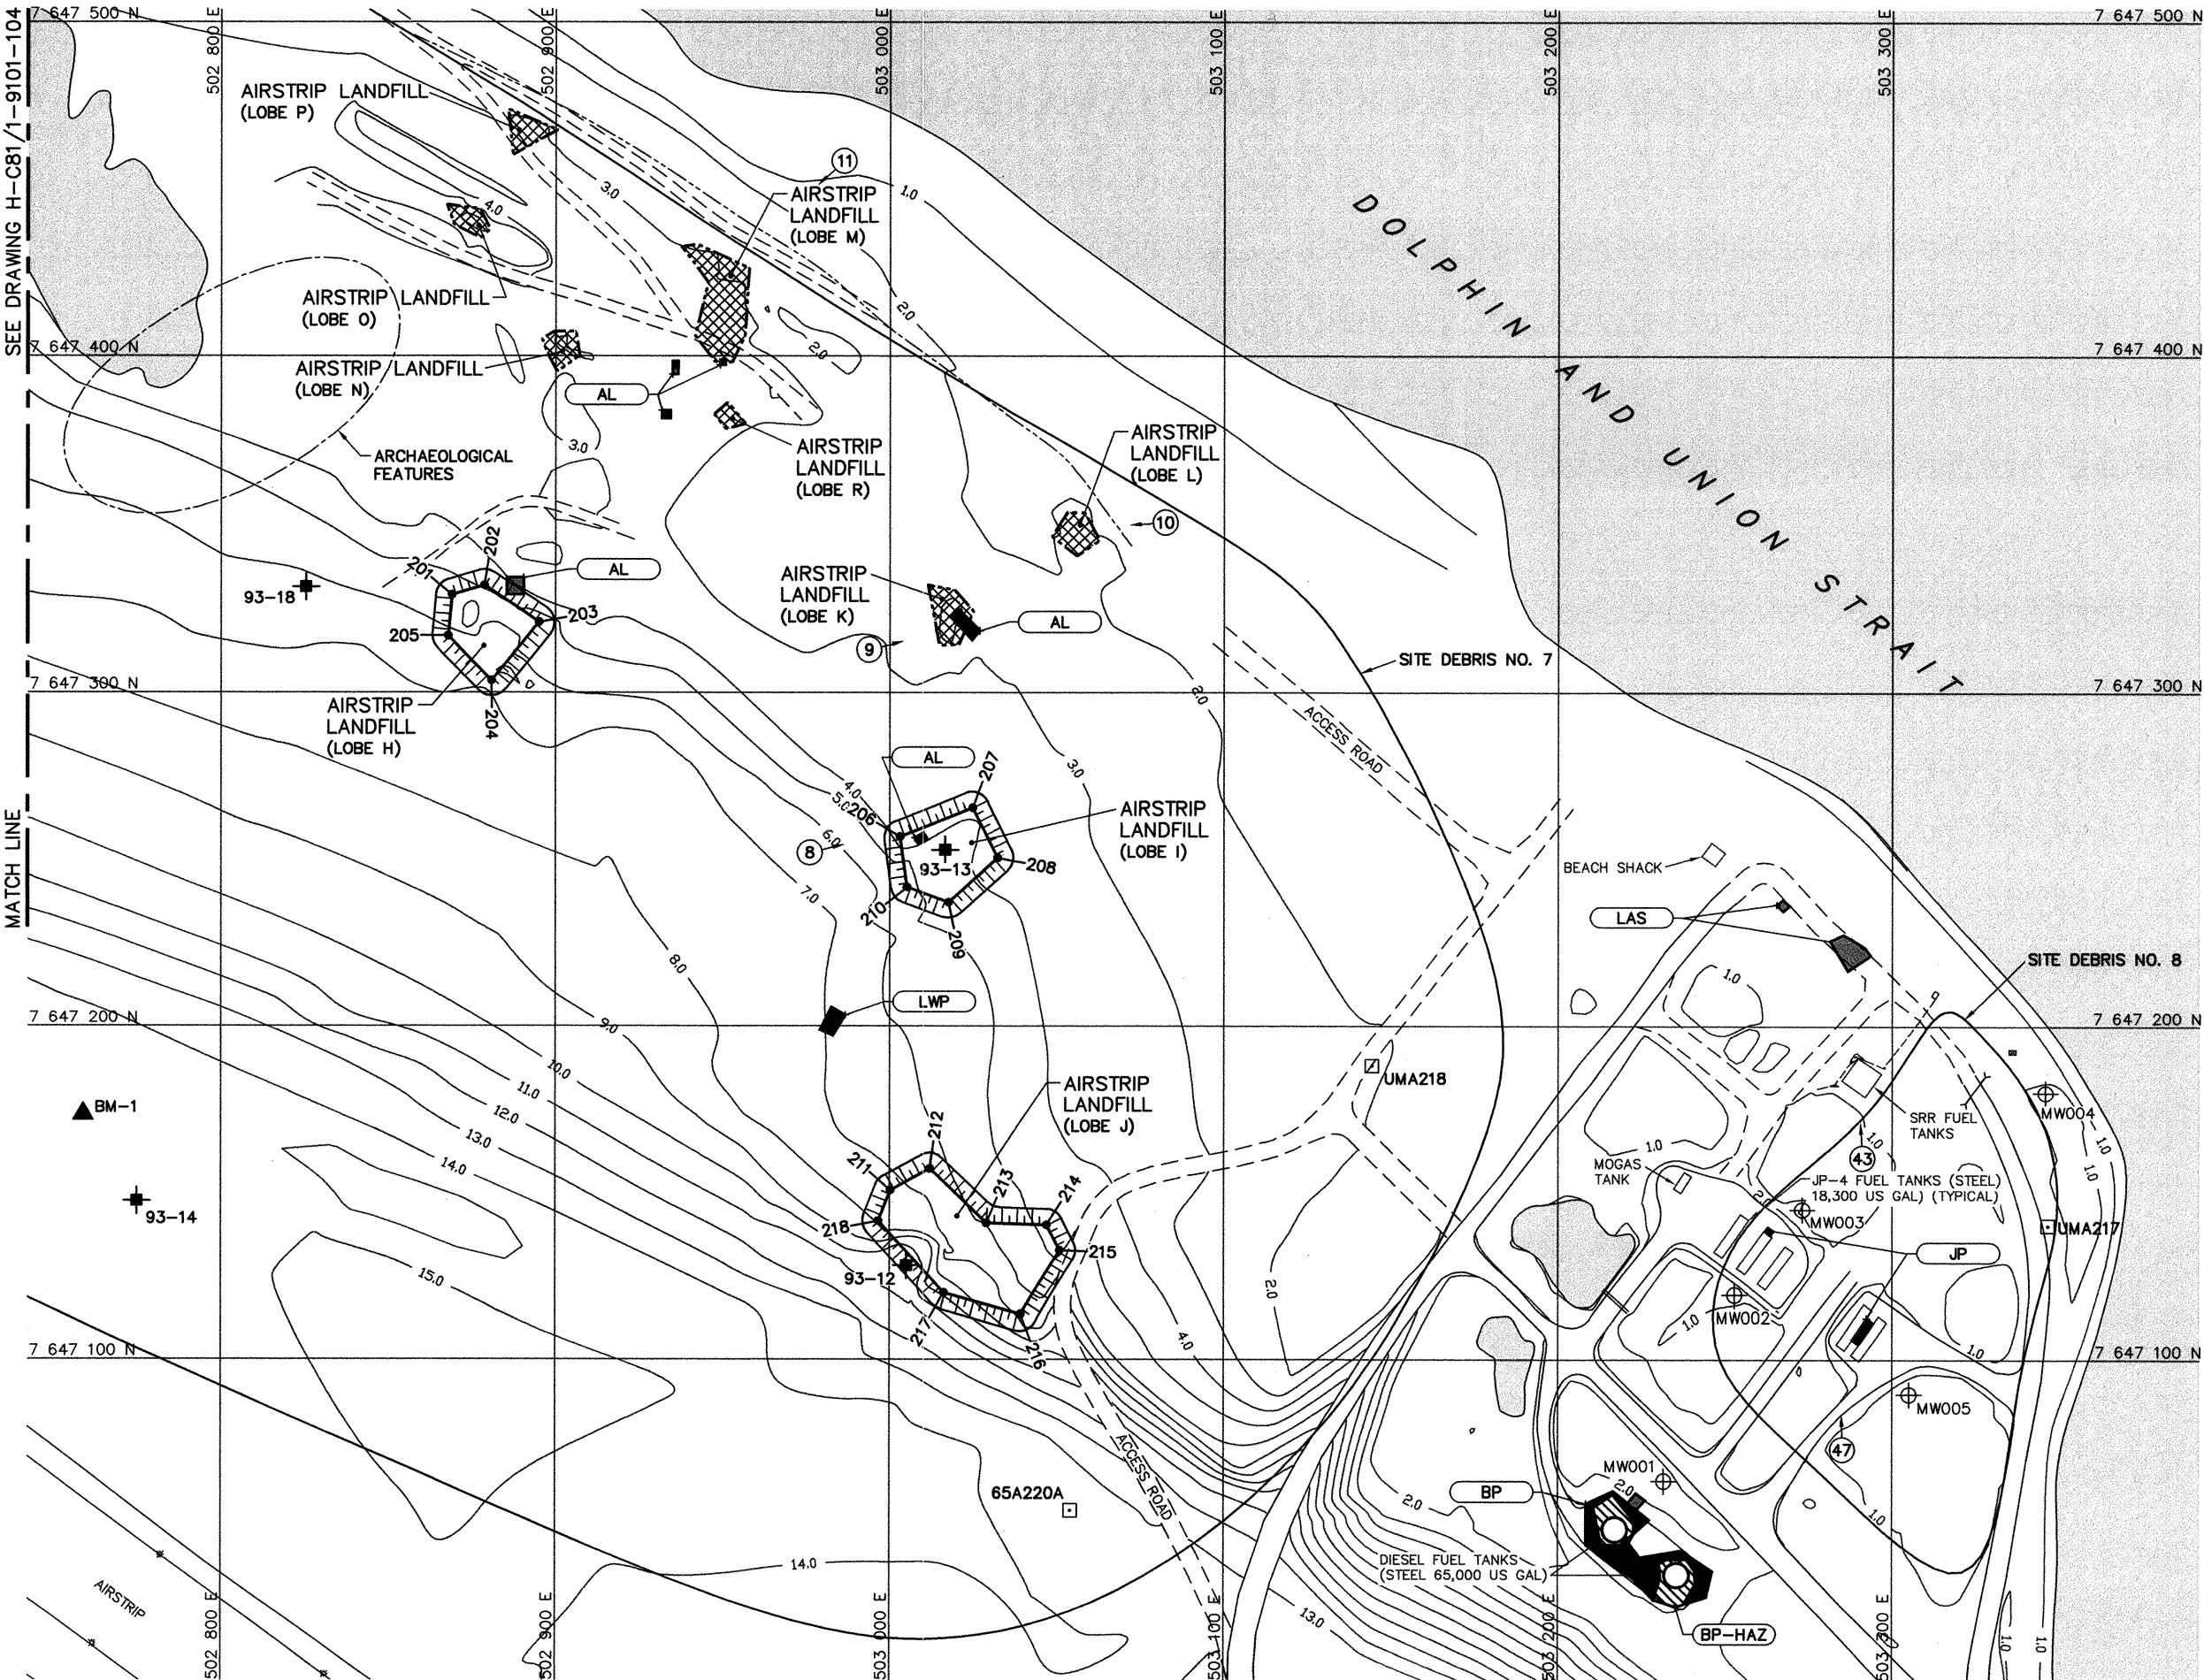 7 647 500 N
502 800 E
502 900 E
503 000 E
503 100 E
503 200 E
503 300 E
7 647 500 N
SEE DRAWING H-C81/1-9101-104
MATCH LINE
AIRSTRIP LANDFILL
(LOBE P)
3.0
4.0
11
AIRSTRIP
LANDFILL
(LOBE M)
1.0
2.0
2.0
DOLPHIN AND UNION STRAIT
AIRSTRIP LANDFILL
(LOBE O)
7 647 400 N
7 647 400 N
AIRSTRIP LANDFILL
(LOBE N)
AL
3.0
ARCHAEOLOGICAL
FEATURES
AIRSTRIP
LANDFILL
(LOBE R)
AIRSTRIP
LANDFILL
(LOBE L)
10
201
202
AL
93-18
203
205
204
AIRSTRIP
LANDFILL
(LOBE K)
AL
9
SITE DEBRIS NO. 7
7 647 300 N
7 647 300 N
AIRSTRIP
LANDFILL
(LOBE H)
2.0
ACCESS ROAD
AL
207
3.0
4.0
5.0
206
6.0
8
AIRSTRIP
LANDFILL
(LOBE I)
93-13
208
7.0
210
209
BEACH SHACK
LAS
8.0
1.0
SITE DEBRIS NO. 8
LWP
7 647 200 N
7 647 200 N
9.0
10.0
11.0
12.0
13.0
14.0
15.0
BM-1
93-14
UMA218
AIRSTRIP
LANDFILL
(LOBE J)
212
211
213
214
218
215
93-12
217
216
MW004
SRR FUEL
TANKS
1.0
1.0
1.0
43
1.0
MOGAS
TANK
2.0
JP-4 FUEL TANKS (STEEL)
18,300 US GAL) (TYPICAL)
MW003
UMA217
JP
2.0
1.0
MW002
4.0
1.0
7 647 100 N
7 647 100 N
MW005
47
ACCESS ROAD
65A220A
MW001
2.0
BP
2.0
1.0
DIESEL FUEL TANKS
(STEEL 65,000 US GAL)
14.0
13.0
BP-HAZ
AIRSTRIP
1.0
1.0
502 800 E
502 900 E
503 000 E
503 100 E
503 200 E
503 300 E